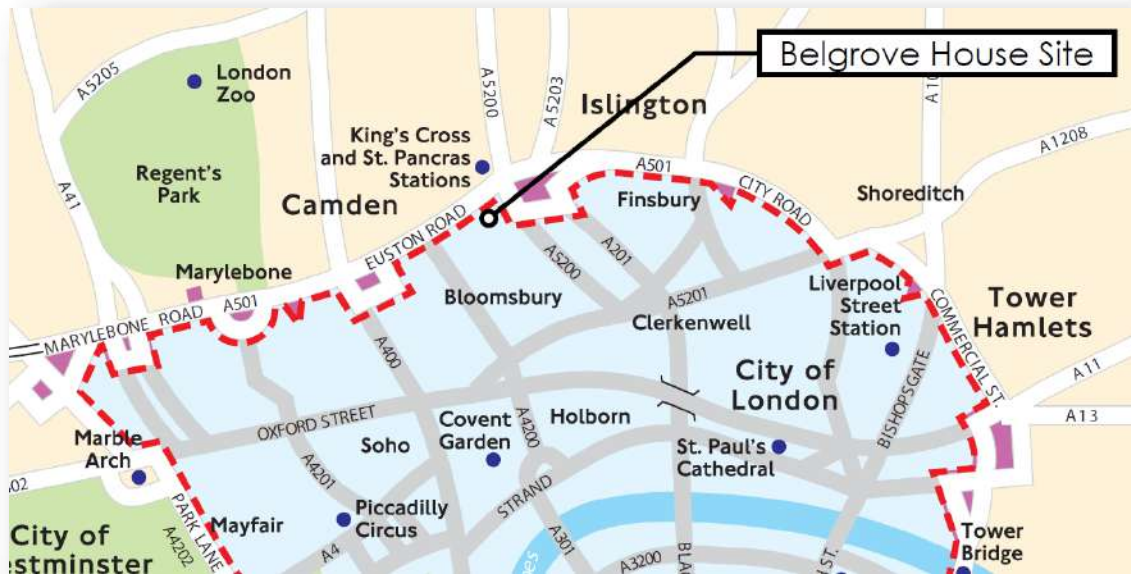 Belgrove House Site
A5205
London
Zoo
A5200
A5203
Islington
A10
A1208
King's Cross
and St. Pancras
Stations
A501
CITY ROAD
Regent's
Park
A41
Camden
Finsbury
Shoreditch
EUSTON ROAD
Marylebone
A501
A5200
A201
Liverpool
Street
Station
Bloomsbury
A5201
Clerkenwell
Tower
Hamlets
MARYLEBONE ROAD
A400
COMMERCIAL ST.
City of
London
A11
OXFORD STREET
Covent
Garden
A4200
Holborn
BISHOPSGATE
A13
Marble
Arch
Soho
St. Paul's
Cathedral
A4201
STRAND
PARK LANE
Mayfair
Piccadilly
Circus
City of
A4202
A4
A301
A3200
Tower
Bridge